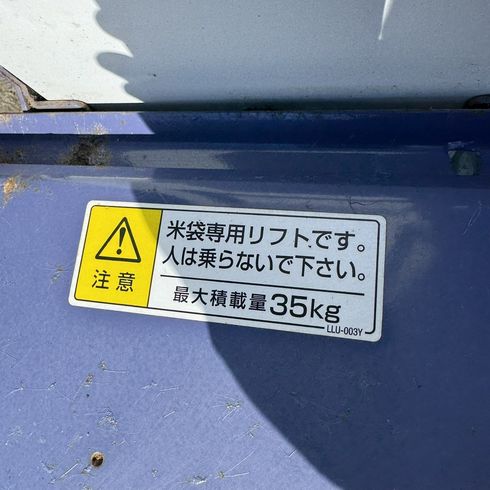 注意
米袋専用リフトです。
人は乗らないで下さい。
最大積載量35kg
LLU-003Y